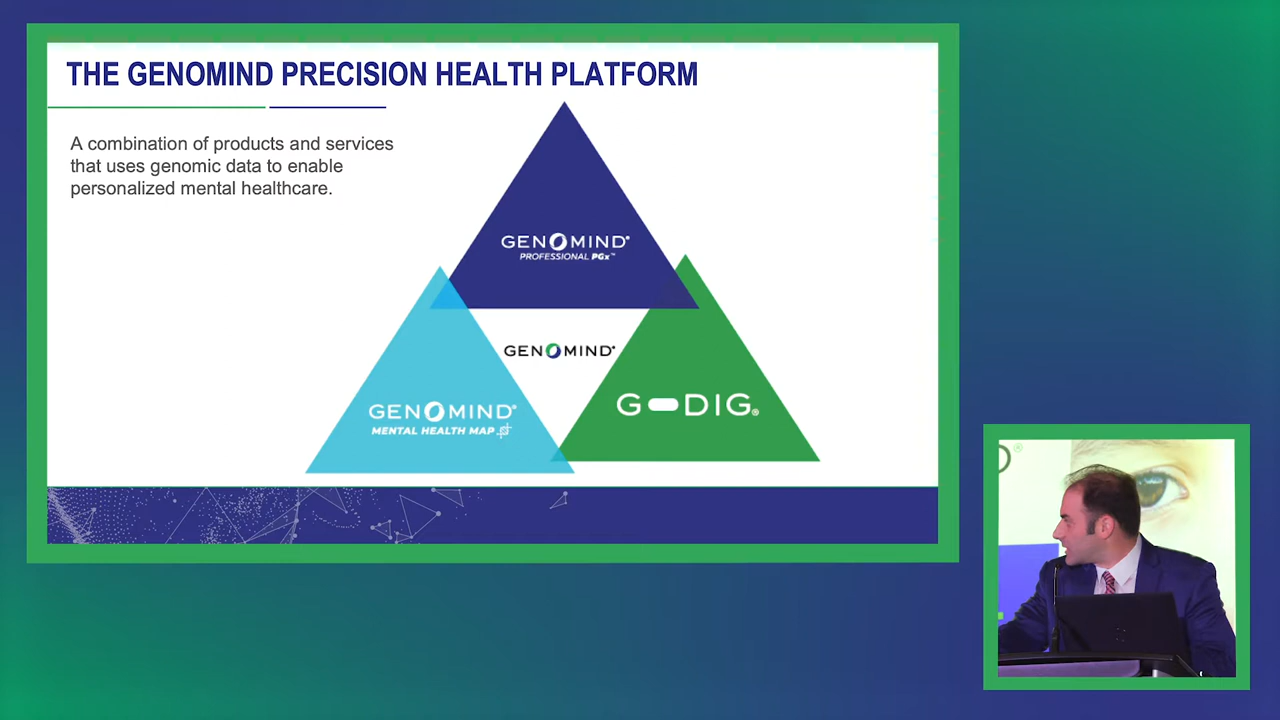 THE GENOMIND PRECISION HEALTH PLATFORM
A combination of products and services
that uses genomic data to enable
personalized mental healthcare.
GENOMIND®
PROFESSIONAL PGx™
GENOMIND®
GENOMIND®
MENTAL HEALTH MAP
G-DIG®